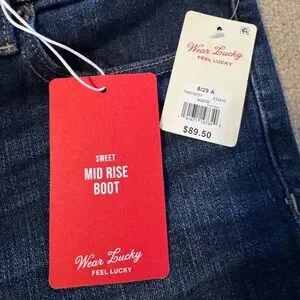 SWEET
MID RISE
BOOT
Wear Lucky
FEEL LUCKY
Wear Lucky
FEEL LUCKY
8/29 A
$89.50